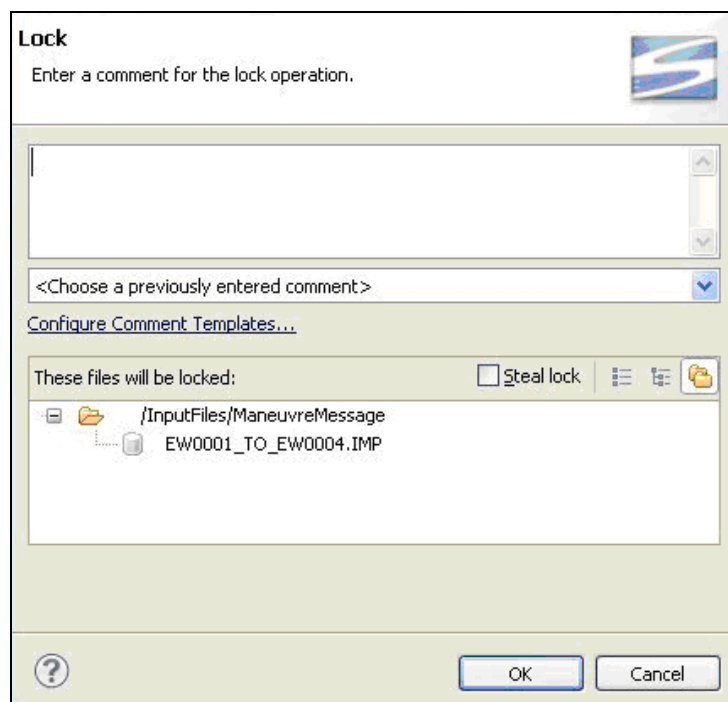 Lock
Enter a comment for the lock operation.
<Choose a previously entered comment>
Configure Comment Templates...
These files will be locked: Steal lock
/InputFiles/ManeuvreMessage
EW0001_TO_EW0004.IMP
? OK Cancel